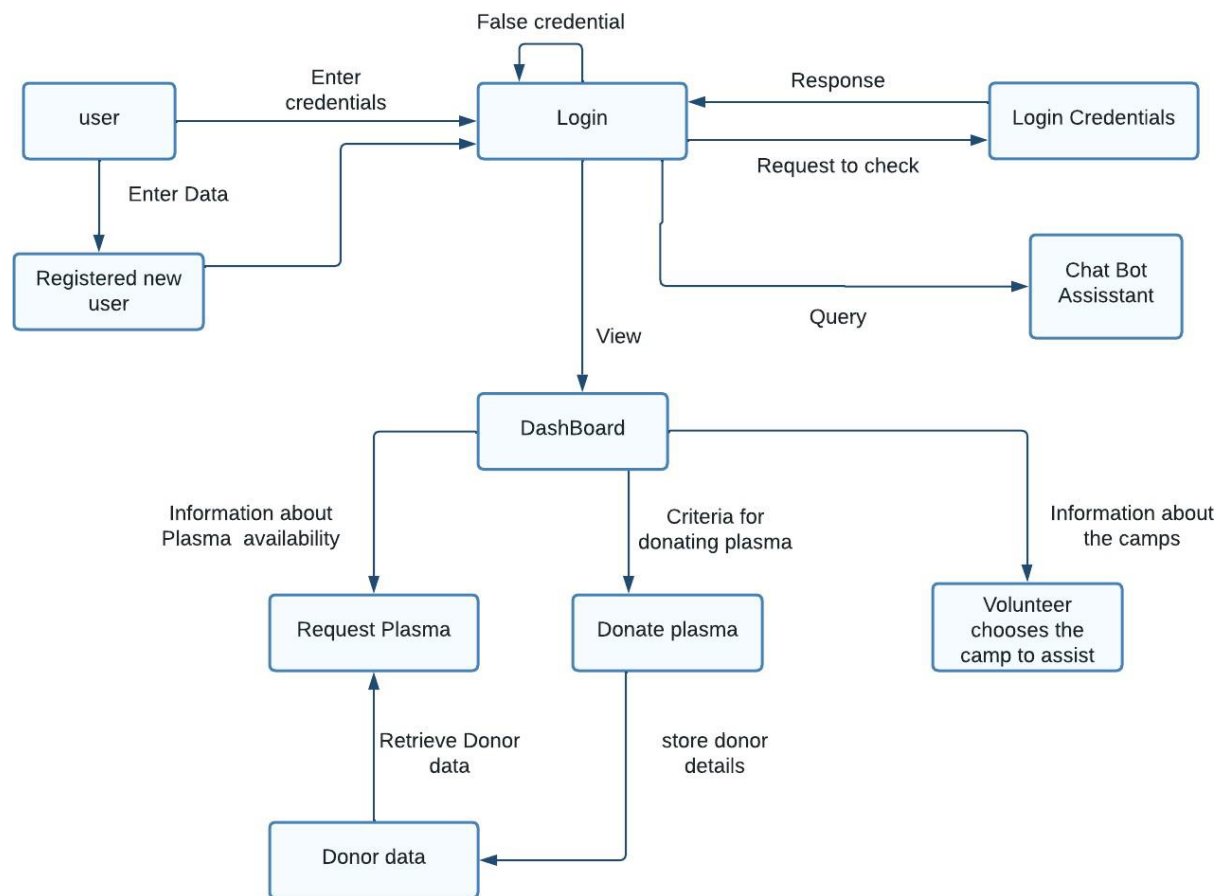 False credential
Enter
credentials
Response
user
Login
Login Credentials
Request to check
Enter Data
Registered new
user
Chat Bot
Assisstant
Query
View
DashBoard
Information about
Plasma availability
Criteria for
donating plasma
Information about
the camps
Request Plasma
Donate plasma
Volunteer
chooses the
camp to assist
Retrieve Donor
data
store donor
details
Donor data